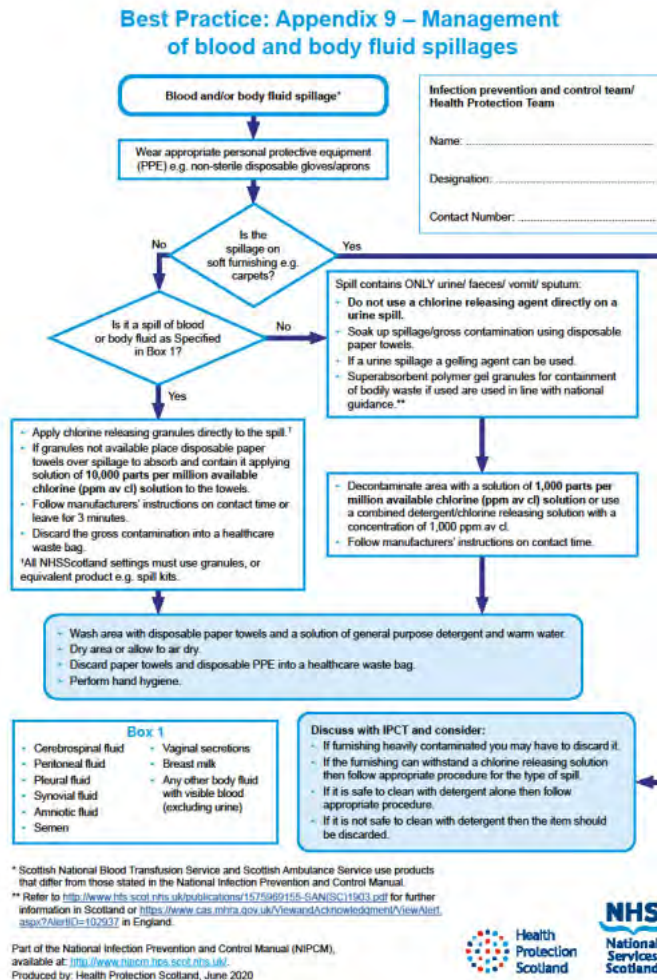 Best Practice: Appendix 9 – Management
of blood and body fluid spillages
Blood and/or body fluid spillage*
Infection prevention and control team/
Health Protection Team
Name:
Designation:
Contact Number:
Wear appropriate personal protective equipment
(PPE) e.g. non-sterile disposable gloves/aprons
Is the
spillage on
soft furnishing e.g.
carpets?
No
Yes
Is it a spill of blood
or body fluid as Specified
in Box 1?
No
Yes
Spill contains ONLY urine/ faeces/ vomit/ sputum:
- Do not use a chlorine releasing agent directly on a
urine spill.
- Soak up spillage/gross contamination using disposable
paper towels.
- If a urine spillage a gelling agent can be used.
- Superabsorbent polymer gel granules for containment
of bodily waste if used are used in line with national
guidance.**
- Apply chlorine releasing granules directly to the spill.†
- If granules not available place disposable paper
towels over spillage to absorb and contain it applying
solution of 10,000 parts per million available
chlorine (ppm av cl) solution to the towels.
- Follow manufacturers' instructions on contact time or
leave for 3 minutes.
- Discard the gross contamination into a healthcare
waste bag.
†All NHSScotland settings must use granules, or
equivalent product e.g. spill kits.
- Decontaminate area with a solution of 1,000 parts per
million available chlorine (ppm av cl) solution or use
a combined detergent/chlorine releasing solution with a
concentration of 1,000 ppm av cl.
- Follow manufacturers' instructions on contact time.
- Wash area with disposable paper towels and a solution of general purpose detergent and warm water.
- Dry area or allow to air dry.
- Discard paper towels and disposable PPE into a healthcare waste bag.
- Perform hand hygiene.
Box 1
- Cerebrospinal fluid
- Peritoneal fluid
- Pleural fluid
- Synovial fluid
- Amniotic fluid
- Semen
- Vaginal secretions
- Breast milk
- Any other body fluid
with visible blood
(excluding urine)
Discuss with IPCT and consider:
- If furnishing heavily contaminated you may have to discard it.
- If the furnishing can withstand a chlorine releasing solution
then follow appropriate procedure for the type of spill.
- If it is safe to clean with detergent alone then follow
appropriate procedure.
- If it is not safe to clean with detergent then the item should
be discarded.
* Scottish National Blood Transfusion Service and Scottish Ambulance Service use products
that differ from those stated in the National Infection Prevention and Control Manual.
** Refer to http://www.hfs.scot.nhs.uk/publications/1575969155-SAN(SC)1903.pdf for further
information in Scotland or https://www.cas.mhra.gov.uk/ViewandAcknowledgment/ViewAlert.
aspx?AlertID=102937 in England.
Part of the National Infection Prevention and Control Manual (NIPCM),
available at: http://www.nipcm.hps.scot.nhs.uk/.
Produced by: Health Protection Scotland, June 2020
Health
Protection
Scotland
NHS
National
Services
Scotland